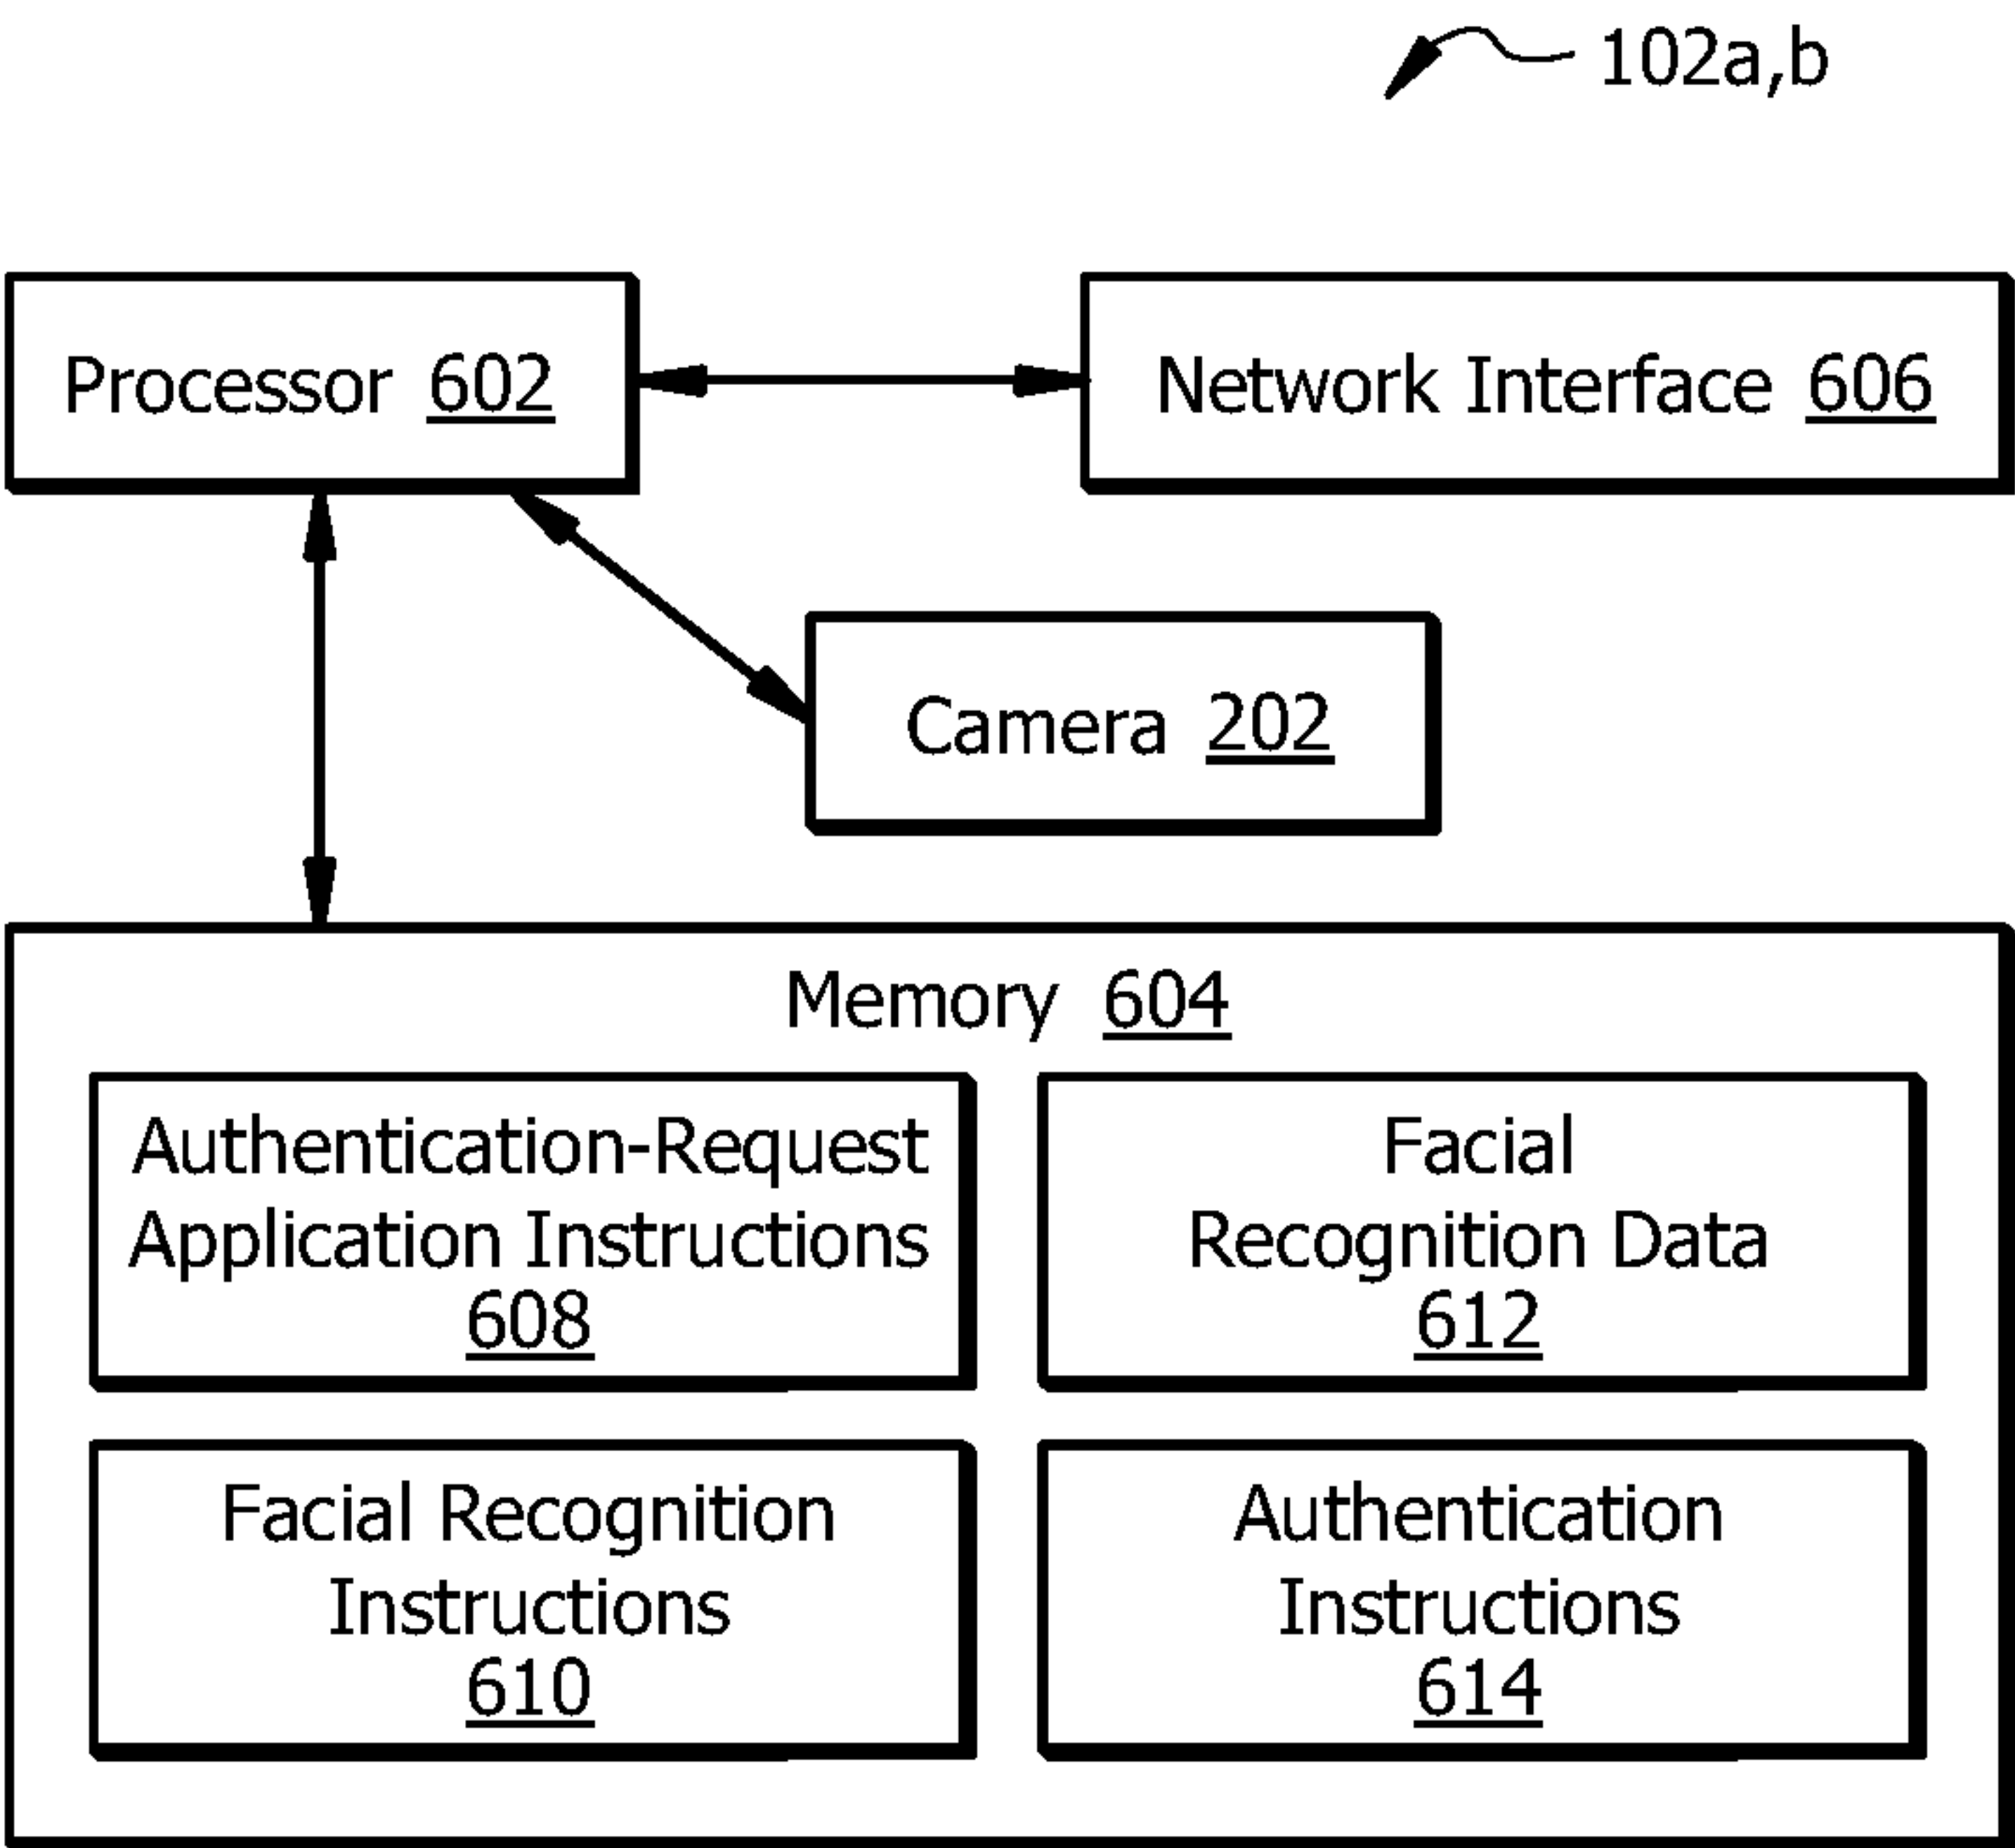 102a,b
Processor 602
Network Interface 606
Camera 202
Memory 604
Authentication-Request
Application Instructions
608
Facial
Recognition Data
612
Facial Recognition
Instructions
610
Authentication
Instructions
614